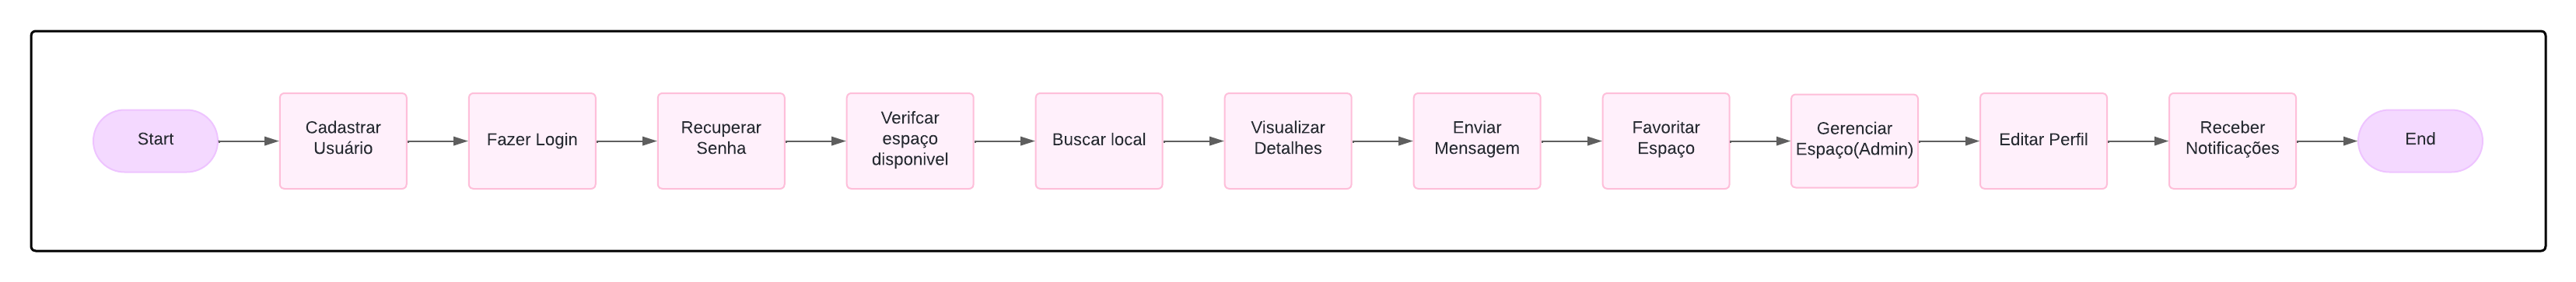 Start
Cadastrar
Usuário
Fazer Login
Recuperar
Senha
Verifcar
espaço
disponivel
Buscar local
Visualizar
Detalhes
Enviar
Mensagem
Favoritar
Espaço
Gerenciar
Espaço(Admin)
Editar Perfil
Receber
Notificações
End